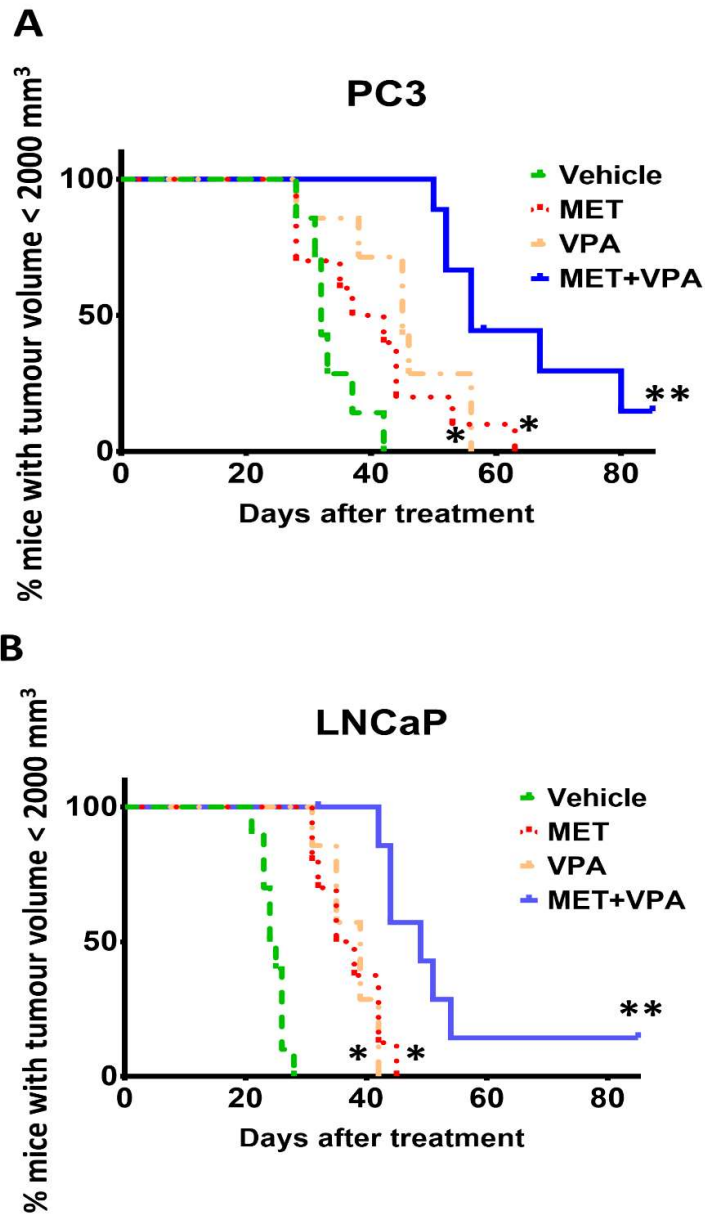 A
PC3
% mice with tumour volume < 2000 mm³
100
50
0
0 20 40 60 80
Days after treatment
Vehicle
MET
VPA
MET+VPA
*
*
**
B
LNCaP
% mice with tumour volume < 2000 mm³
100
50
0
0 20 40 60 80
Days after treatment
Vehicle
MET
VPA
MET+VPA
*
*
**